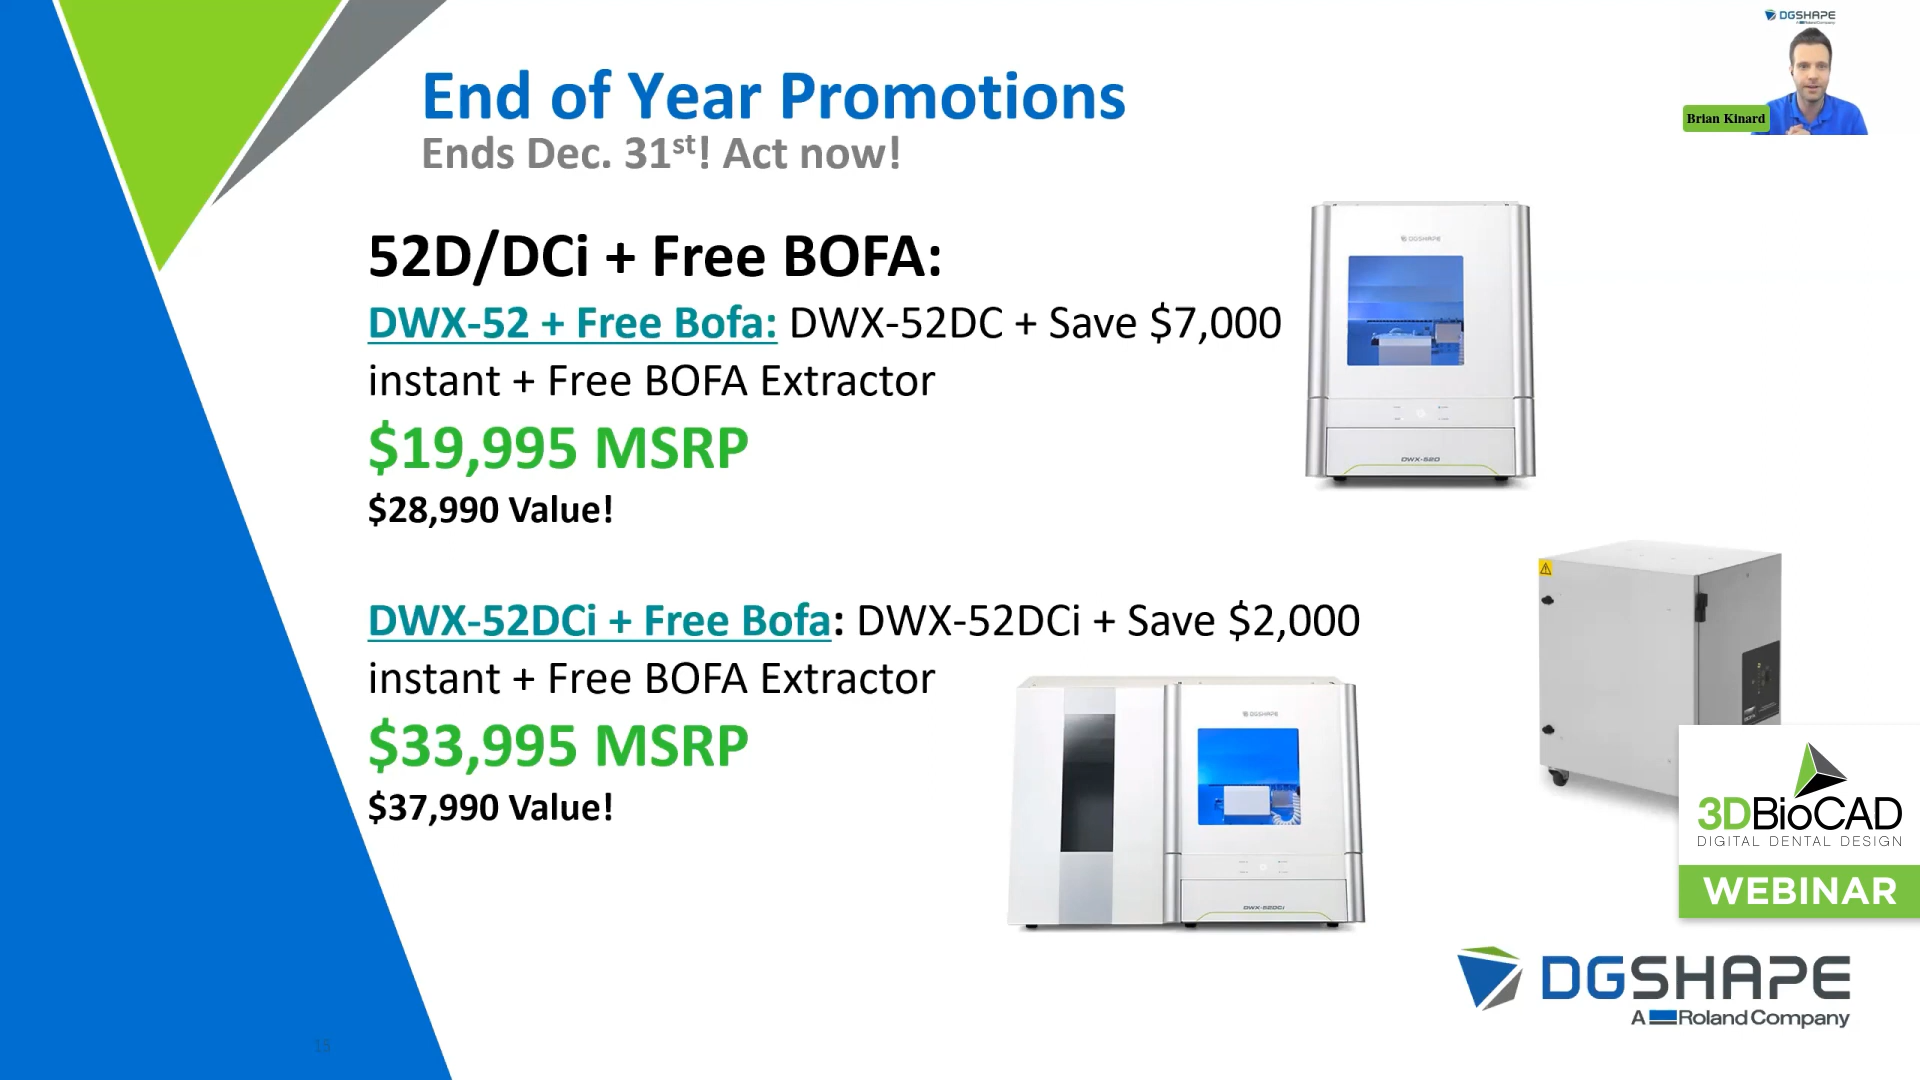 DGSHAPE
Brian Kinard
End of Year Promotions
Ends Dec. 31st! Act now!
52D/DCi + Free BOFA:
DWX-52 + Free Bofa: DWX-52DC + Save $7,000
instant + Free BOFA Extractor
$19,995 MSRP
$28,990 Value!
DGSHAPE
DWX-52D
DWX-52DCi + Free Bofa: DWX-52DCi + Save $2,000
instant + Free BOFA Extractor
$33,995 MSRP
$37,990 Value!
DGSHAPE
DWX-52DCi
3DBioCAD
DIGITAL DENTAL DESIGN
WEBINAR
DGSHAPE
A Roland Company
15